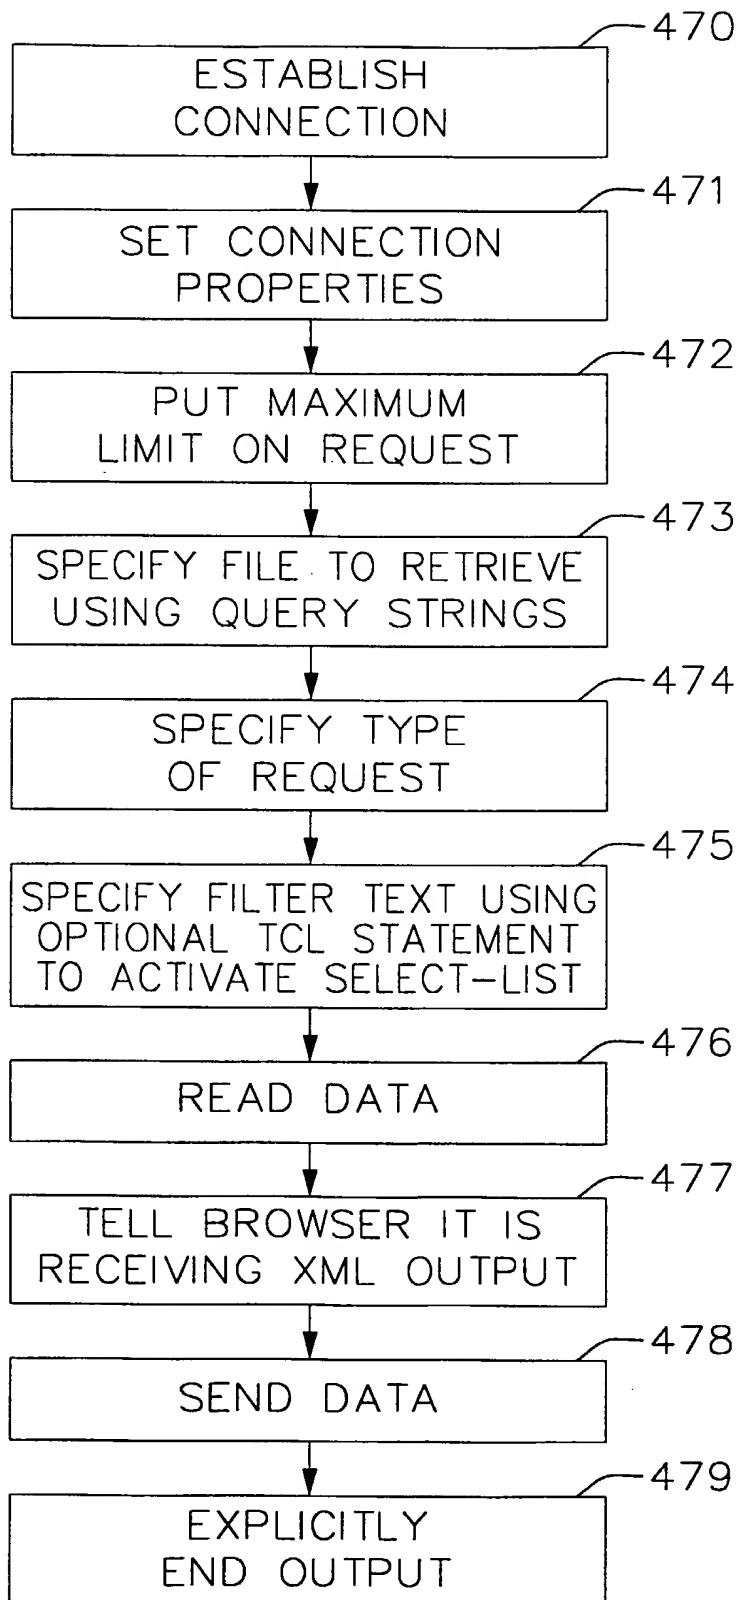 470
ESTABLISH
CONNECTION
471
SET CONNECTION
PROPERTIES
472
PUT MAXIMUM
LIMIT ON REQUEST
473
SPECIFY FILE TO RETRIEVE
USING QUERY STRINGS
474
SPECIFY TYPE
OF REQUEST
475
SPECIFY FILTER TEXT USING
OPTIONAL TCL STATEMENT
TO ACTIVATE SELECT-LIST
476
READ DATA
477
TELL BROWSER IT IS
RECEIVING XML OUTPUT
478
SEND DATA
479
EXPLICITLY
END OUTPUT